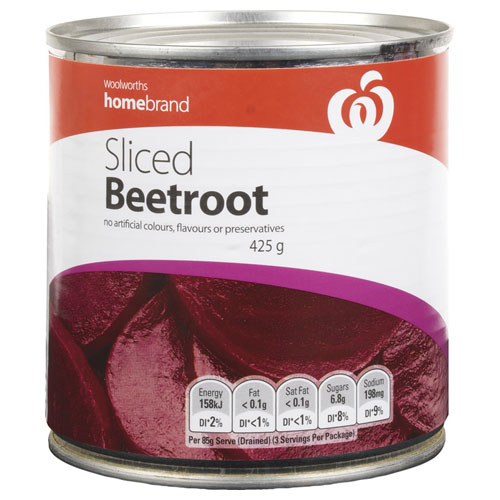 woolworths
homebrand
Sliced
Beetroot
no artificial colours, flavours or preservatives
425 g
Energy Fat Sat Fat Sugars Sodium
158kJ < 0.1g < 0.1g 6.8g 198mg
DI*2% DI*<1% DI*<1% DI*8% DI*9%
Per 85g Serve (Drained) (3 Servings Per Package)